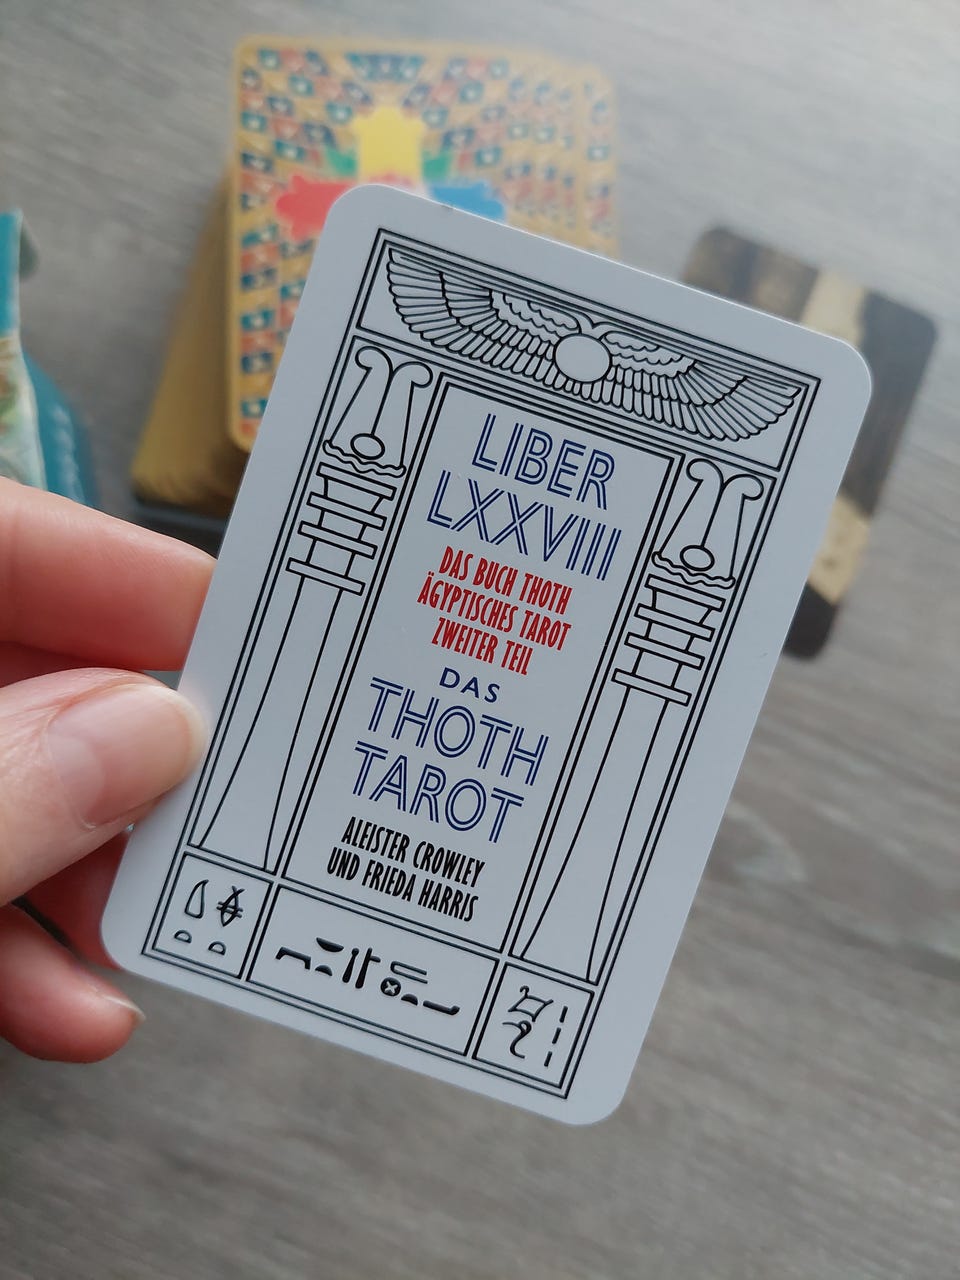 LIBER
LXXVIII
DAS BUCH THOTH
ÄGYPTISCHES TAROT
ZWEITER TEIL
DAS
THOTH
TAROT
ALEISTER CROWLEY
UND FRIEDA HARRIS